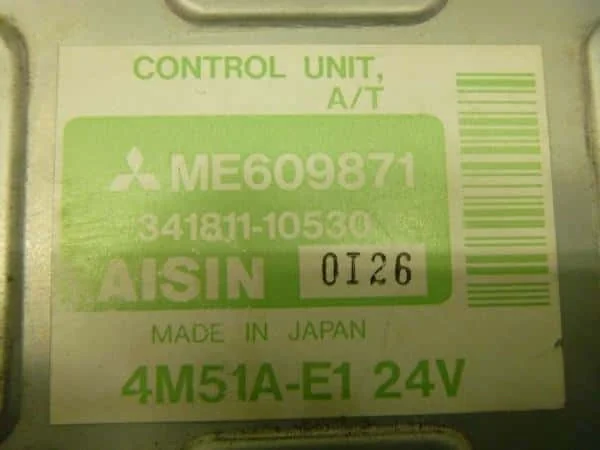 CONTROL UNIT,
A/T
ME609871
341811-10530
AISIN 0I26
MADE IN JAPAN
4M51A-E1 24V